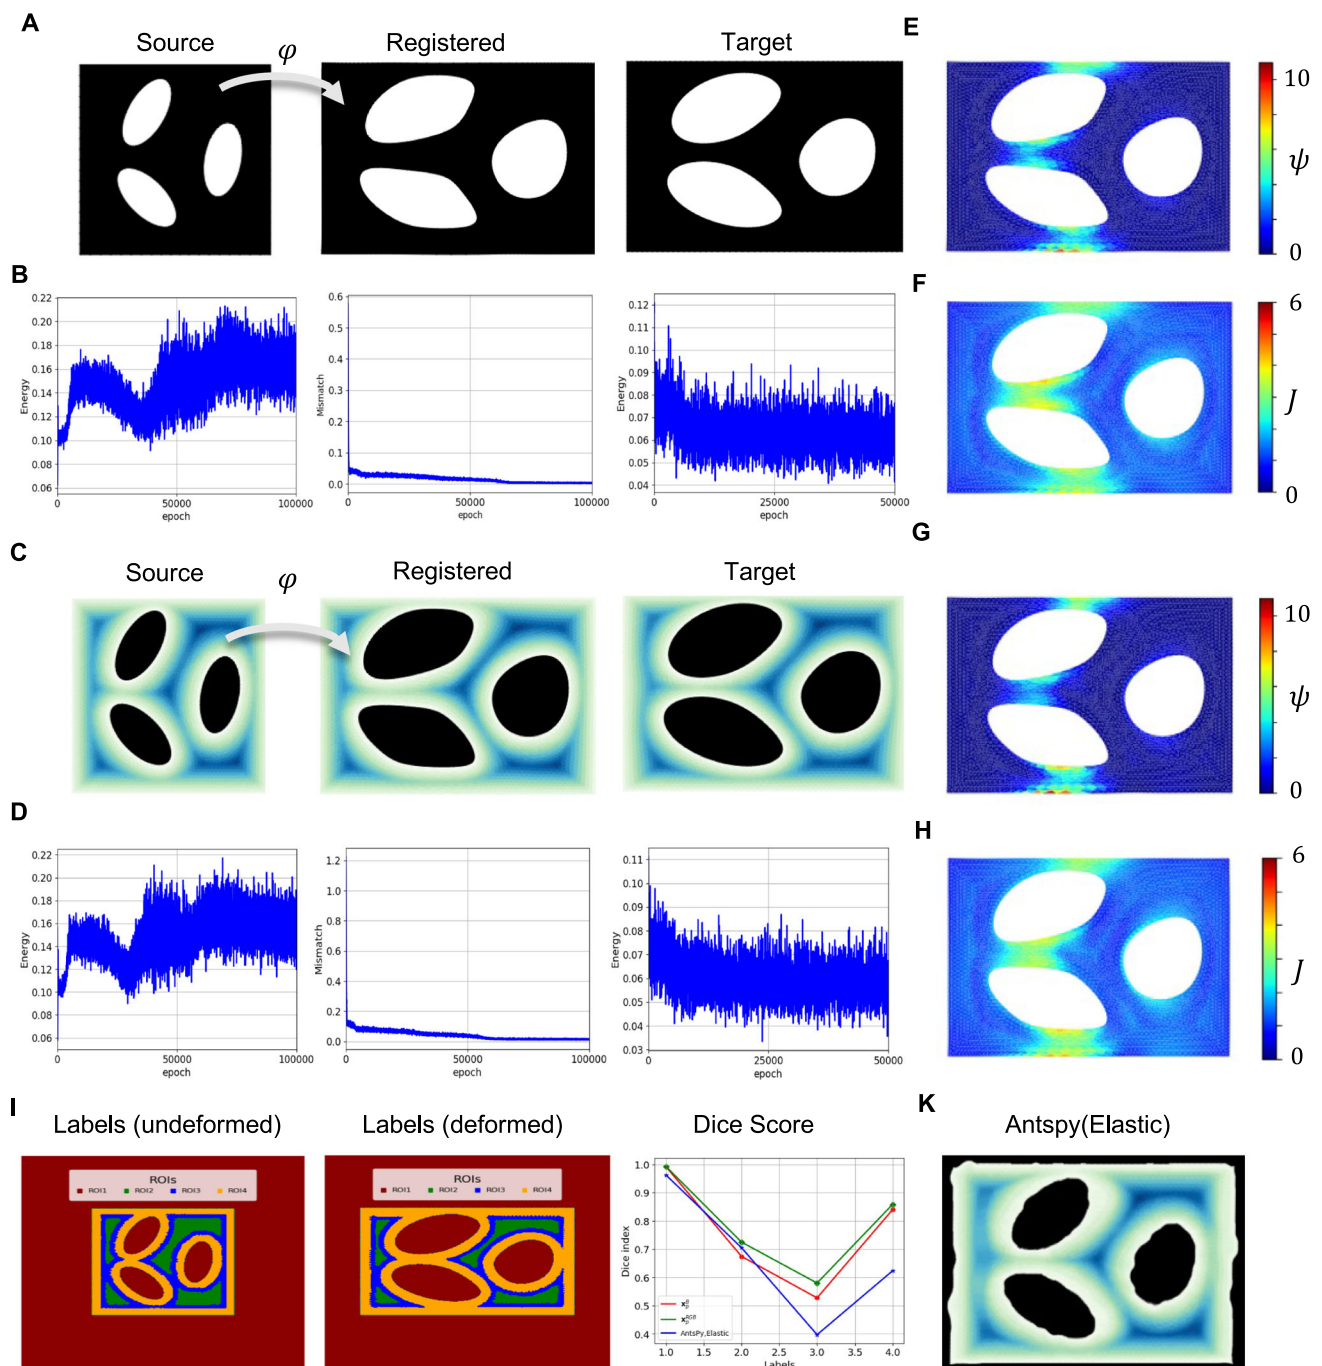 A
Source
φ
Registered
Target
E
10
ψ
0
B
0.22
0.20
0.18
0.16
0.14
0.12
0.10
0.08
0.06
Energy
0
50000
100000
epoch
0.6
0.5
0.4
0.3
0.2
0.1
0.0
Mismatch
0
50000
100000
epoch
0.12
0.11
0.10
0.09
0.08
0.07
0.06
0.05
0.04
Energy
0
25000
50000
epoch
F
6
J
0
C
Source
φ
Registered
Target
G
10
ψ
0
D
0.22
0.20
0.18
0.16
0.14
0.12
0.10
0.08
0.06
Energy
0
50000
100000
epoch
1.2
1.0
0.8
0.6
0.4
0.2
0.0
Mismatch
0
50000
100000
epoch
0.11
0.10
0.09
0.08
0.07
0.06
0.05
0.04
0.03
Energy
0
25000
50000
epoch
H
6
J
0
I
Labels (undeformed)
ROIs
ROI1 ROI2 ROI3 ROI4
Labels (deformed)
ROIs
ROI1 ROI2 ROI3 ROI4
Dice Score
1.0
0.9
0.8
0.7
0.6
0.5
0.4
Dice index
x_p^B
x_p^{RGB}
AntsPy,Elastic
1.0 1.5 2.0 2.5 3.0 3.5 4.0
Labels
K
Antspy(Elastic)